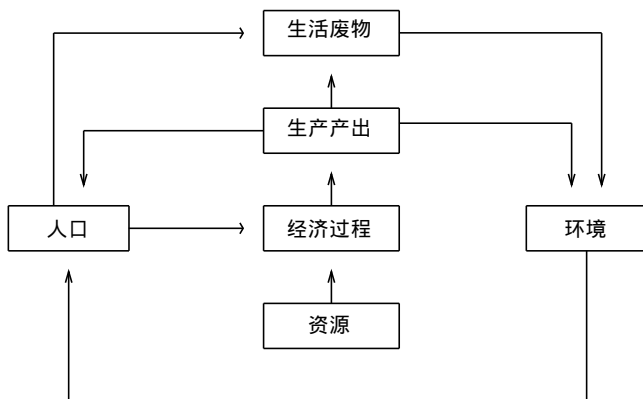 生活废物
生产产出
人口
经济过程
环境
资源